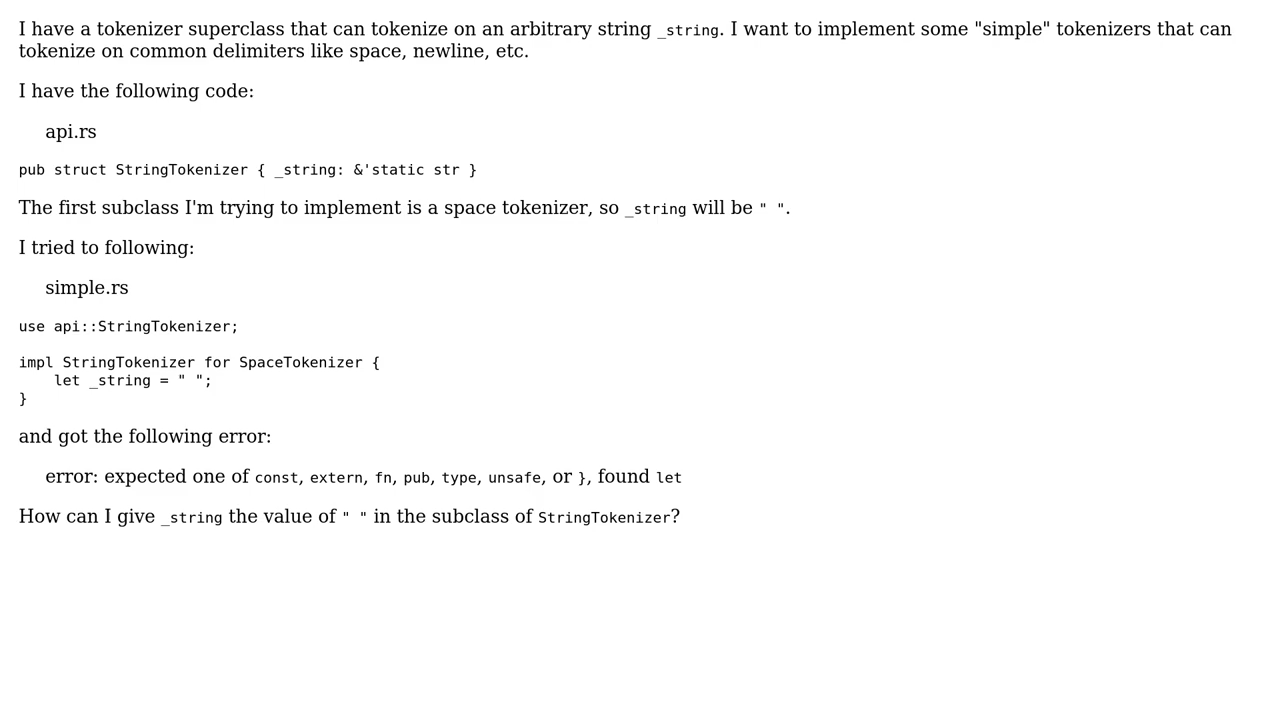 I have a tokenizer superclass that can tokenize on an arbitrary string _string. I want to implement some "simple" tokenizers that can
tokenize on common delimiters like space, newline, etc.
I have the following code:
api.rs
pub struct StringTokenizer { _string: &'static str }
The first subclass I'm trying to implement is a space tokenizer, so _string will be " ".
I tried to following:
simple.rs
use api::StringTokenizer;
impl StringTokenizer for SpaceTokenizer {
    let _string = " ";
}
and got the following error:
error: expected one of const, extern, fn, pub, type, unsafe, or }, found let
How can I give _string the value of " " in the subclass of StringTokenizer?